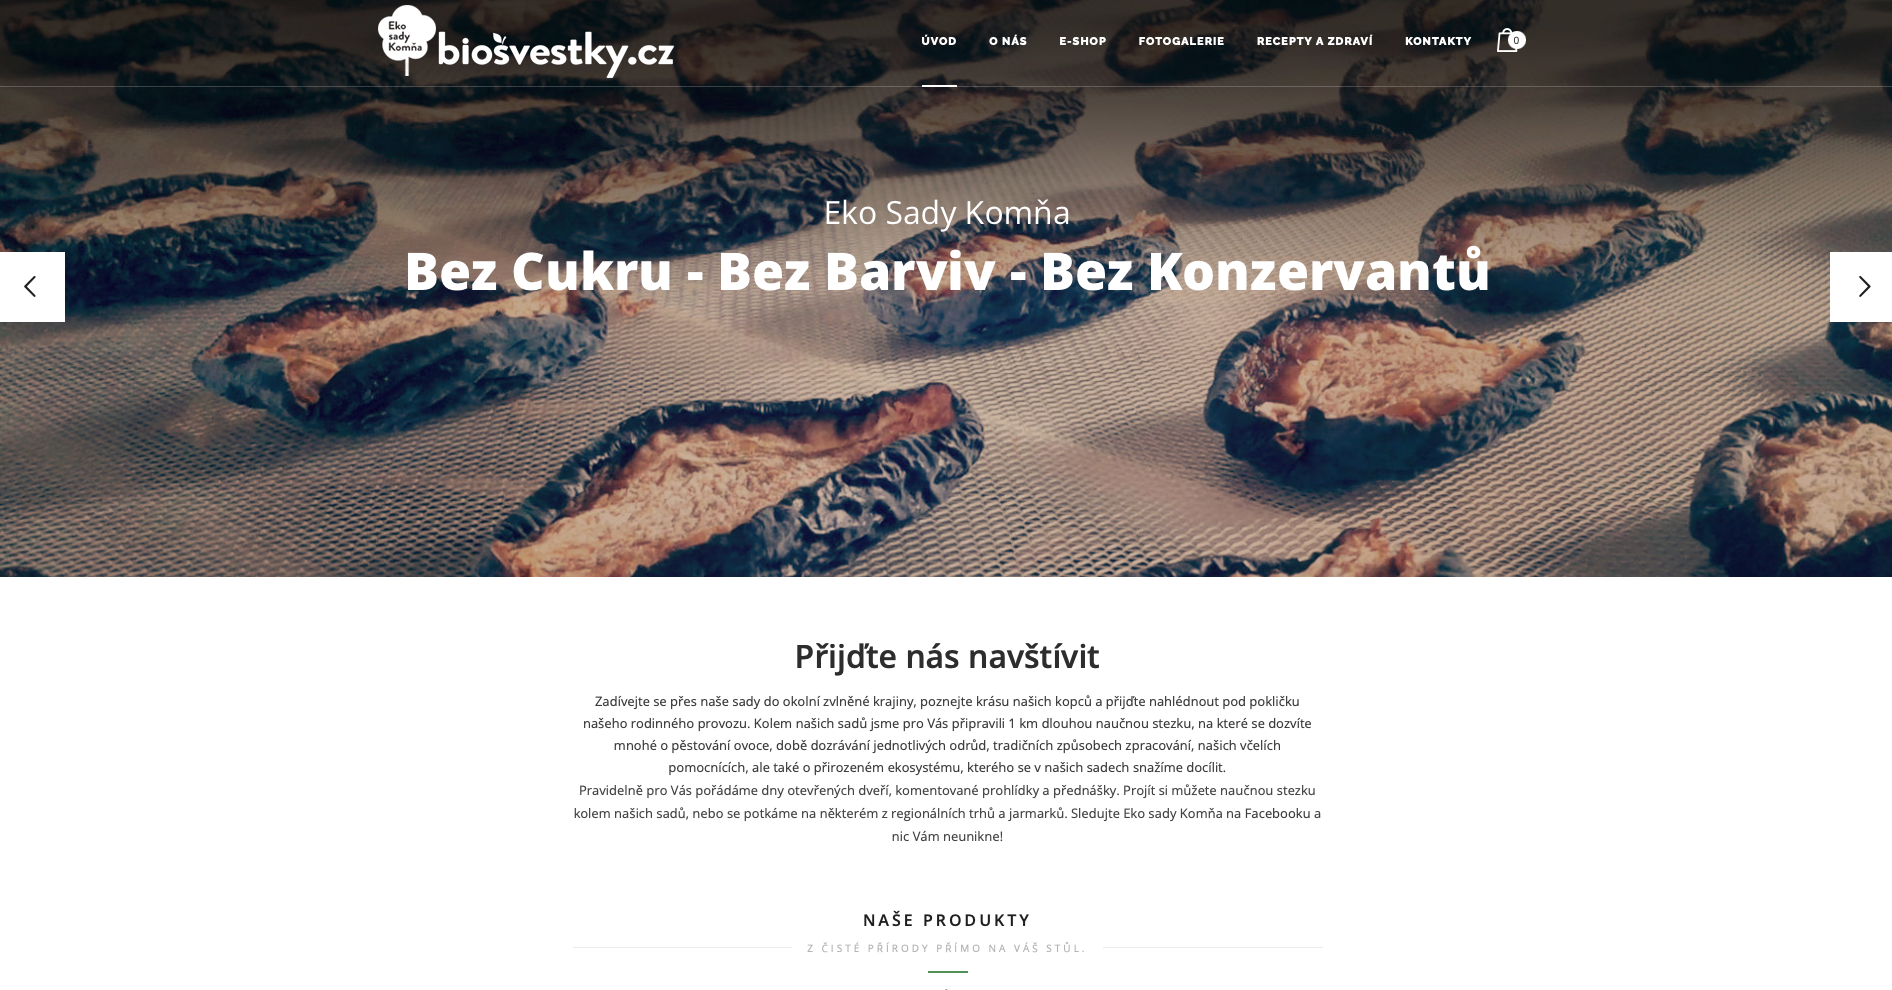 Eko
sady
Komňa
biošvestky.cz
ÚVOD
O NÁS
E-SHOP
FOTOGALERIE
RECEPTY A ZDRAVÍ
KONTAKTY
0
Eko Sady Komňa
Bez Cukru - Bez Barviv - Bez Konzervantů
Přijďte nás navštívit
Zadívejte se přes naše sady do okolní zvlněné krajiny, poznejte krásu našich kopců a přijďte nahlédnout pod pokličku
našeho rodinného provozu. Kolem našich sadů jsme pro Vás připravili 1 km dlouhou naučnou stezku, na které se dozvíte
mnohé o pěstování ovoce, době dozrávání jednotlivých odrůd, tradičních způsobech zpracování, našich včelích
pomocnících, ale také o přirozeném ekosystému, kterého se v našich sadech snažíme docílit.
Pravidelně pro Vás pořádáme dny otevřených dveří, komentované prohlídky a přednášky. Projít si můžete naučnou stezku
kolem našich sadů, nebo se potkáme na některém z regionálních trhů a jarmarků. Sledujte Eko sady Komňa na Facebooku a
nic Vám neunikne!
NAŠE PRODUKTY
Z ČISTÉ PŘÍRODY PŘÍMO NA VÁŠ STŮL.